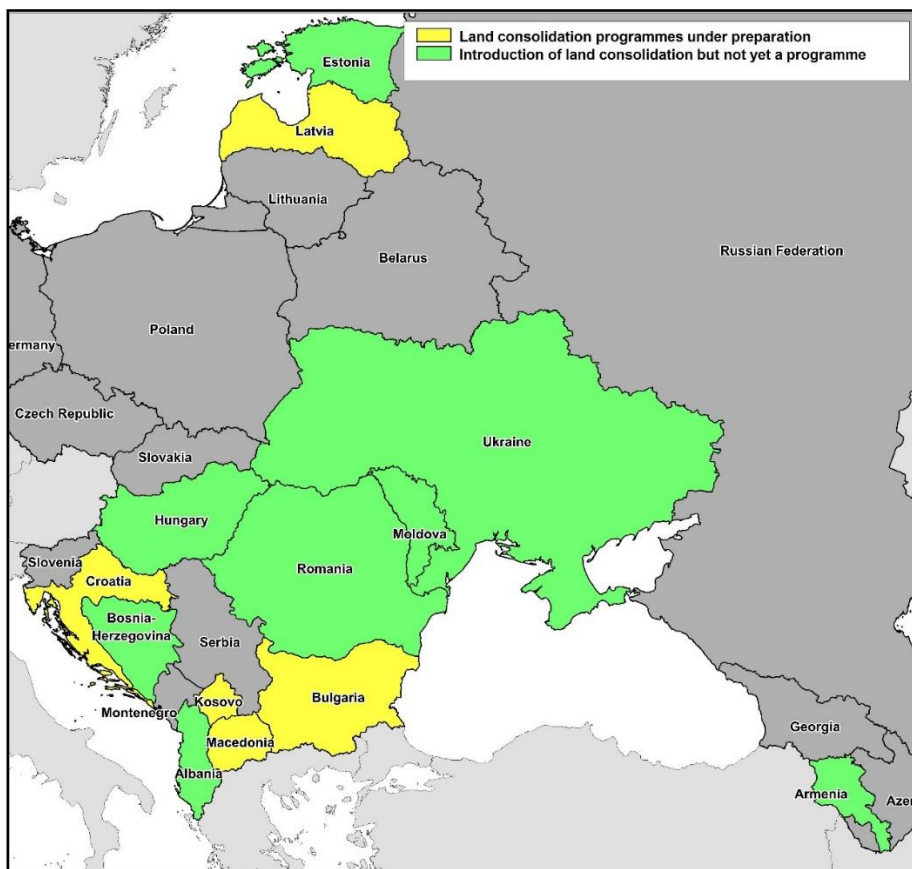 Land consolidation programmes under preparation
Introduction of land consolidation but not yet a programme
Estonia
Latvia
Lithuania
Russian Federation
Belarus
Poland
ermany
Czech Republic
Ukraine
Slovakia
Hungary
Moldova
Slovenia
Romania
Croatia
Bosnia-
Herzegovina
Serbia
Kosovo
Bulgaria
Montenegro
Georgia
Macedonia
Albania
Armenia
Azer